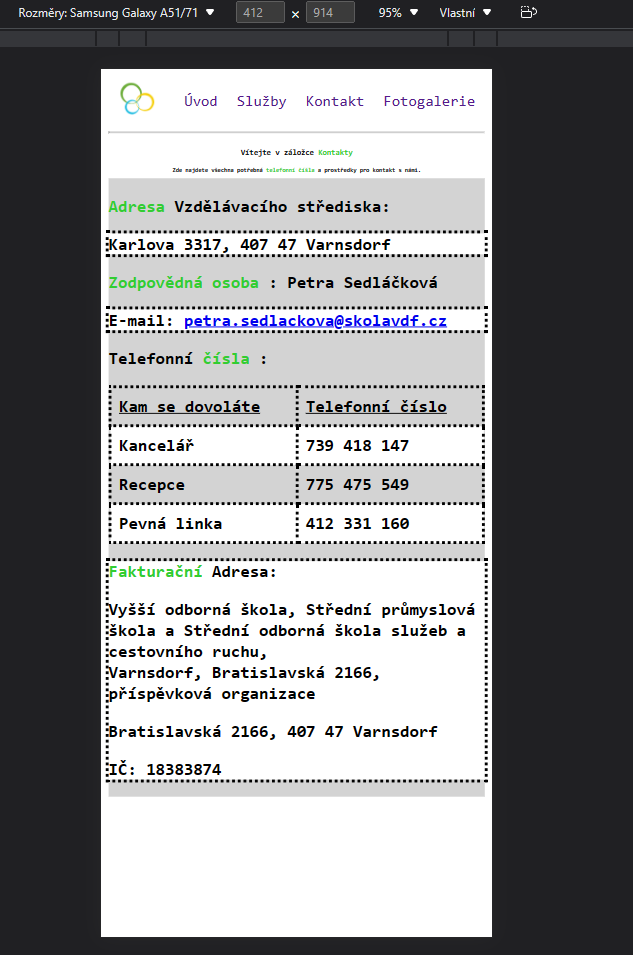 Rozměry: Samsung Galaxy A51/71 ▼ 412 × 914 95% ▼ Vlastní ▼
Úvod Služby Kontakt Fotogalerie
Vítejte v záložce Kontakty
Zde najdete všechna potřebná telefonní čísla a prostředky pro kontakt s námi.
Adresa Vzdělávacího střediska:
Karlova 3317, 407 47 Varnsdorf
Zodpovědná osoba : Petra Sedláčková
E-mail: petra.sedlackova@skolavdf.cz
Telefonní čísla :
Kam se dovoláte Telefonní číslo
Kancelář 739 418 147
Recepce 775 475 549
Pevná linka 412 331 160
Fakturační Adresa:
Vyšší odborná škola, Střední průmyslová
škola a Střední odborná škola služeb a
cestovního ruchu,
Varnsdorf, Bratislavská 2166,
příspěvková organizace
Bratislavská 2166, 407 47 Varnsdorf
IČ: 18383874